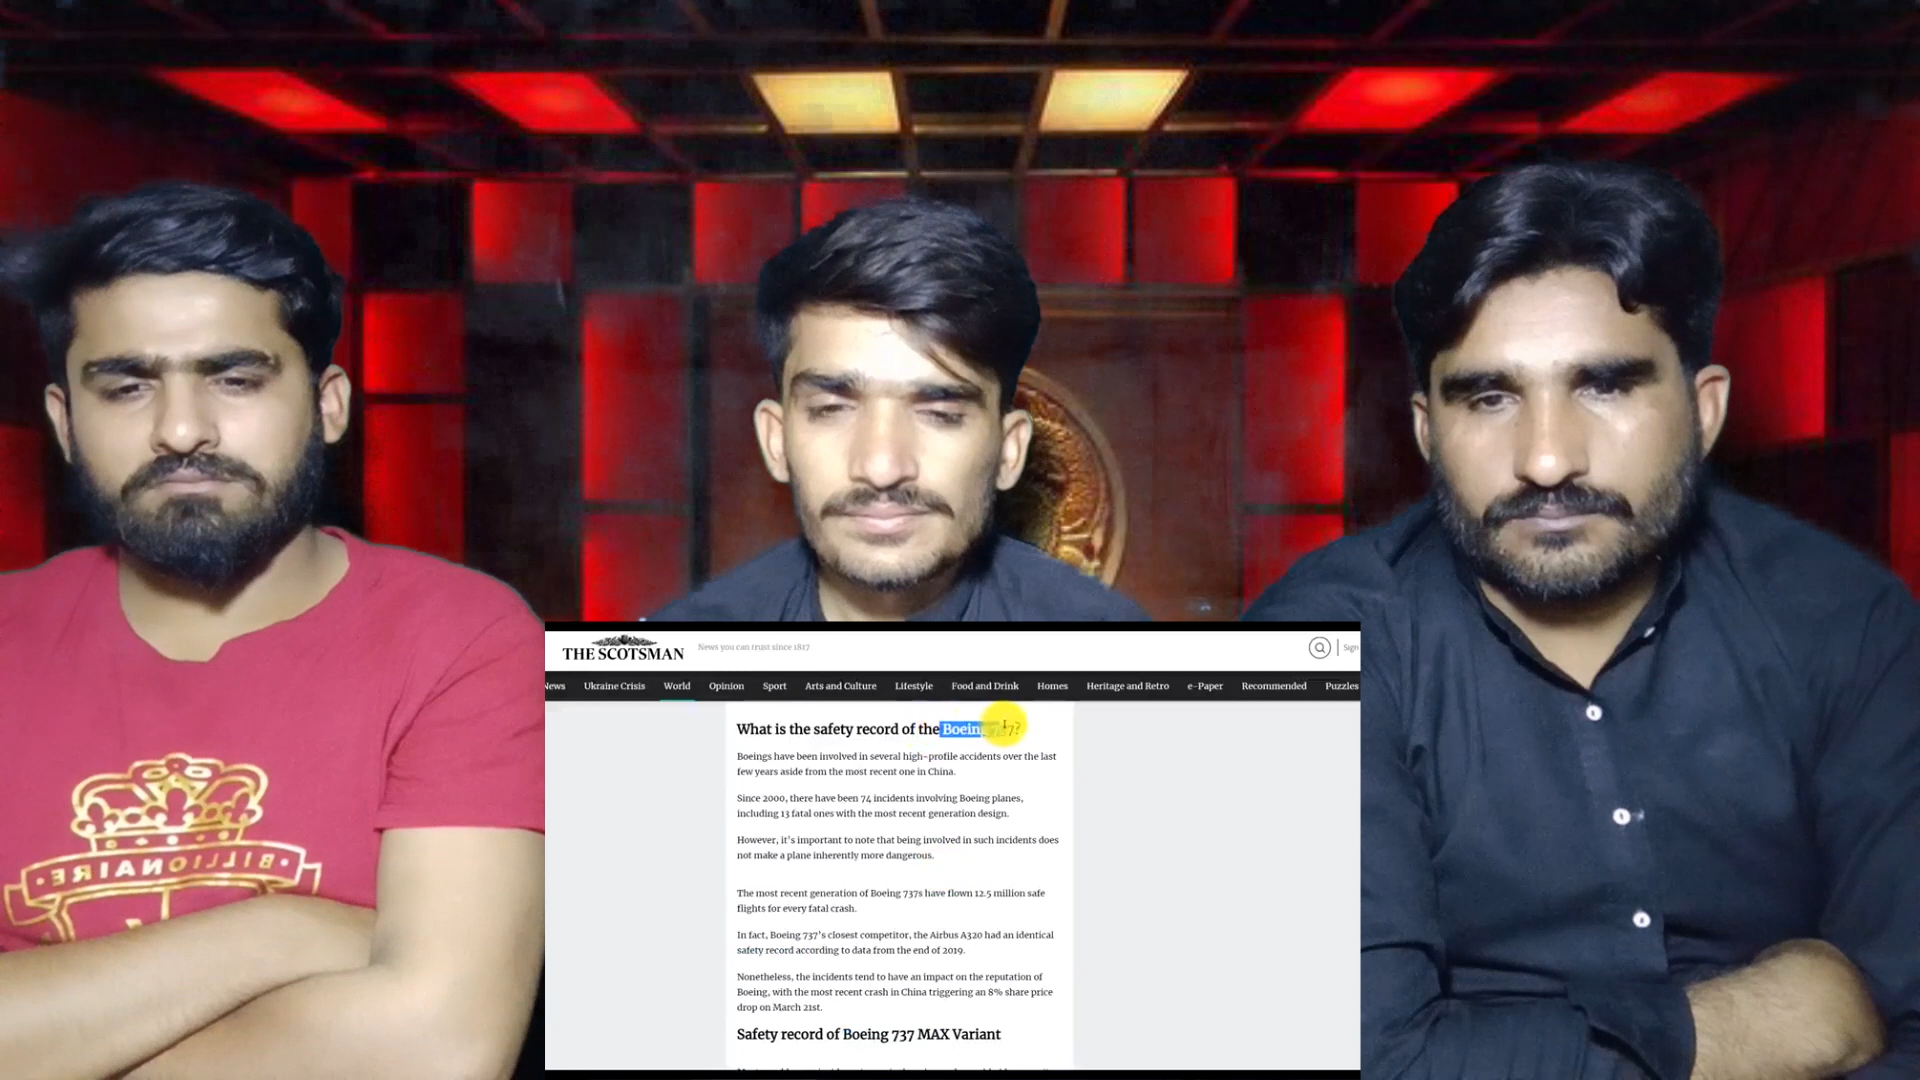 THE SCOTSMAN
News you can trust since 1817
Sign
News Ukraine Crisis World Opinion Sport Arts and Culture Lifestyle Food and Drink Homes Heritage and Retro e-Paper Recommended Puzzles
What is the safety record of the Boeing 737?
Boeings have been involved in several high-profile accidents over the last
few years aside from the most recent one in China.
Since 2000, there have been 74 incidents involving Boeing planes,
including 13 fatal ones with the most recent generation design.
However, it's important to note that being involved in such incidents does
not make a plane inherently more dangerous.
The most recent generation of Boeing 737s have flown 12.5 million safe
flights for every fatal crash.
In fact, Boeing 737's closest competitor, the Airbus A320 had an identical
safety record according to data from the end of 2019.
Nonetheless, the incidents tend to have an impact on the reputation of
Boeing, with the most recent crash in China triggering an 8% share price
drop on March 21st.
Safety record of Boeing 737 MAX Variant
BILLIONAIRE